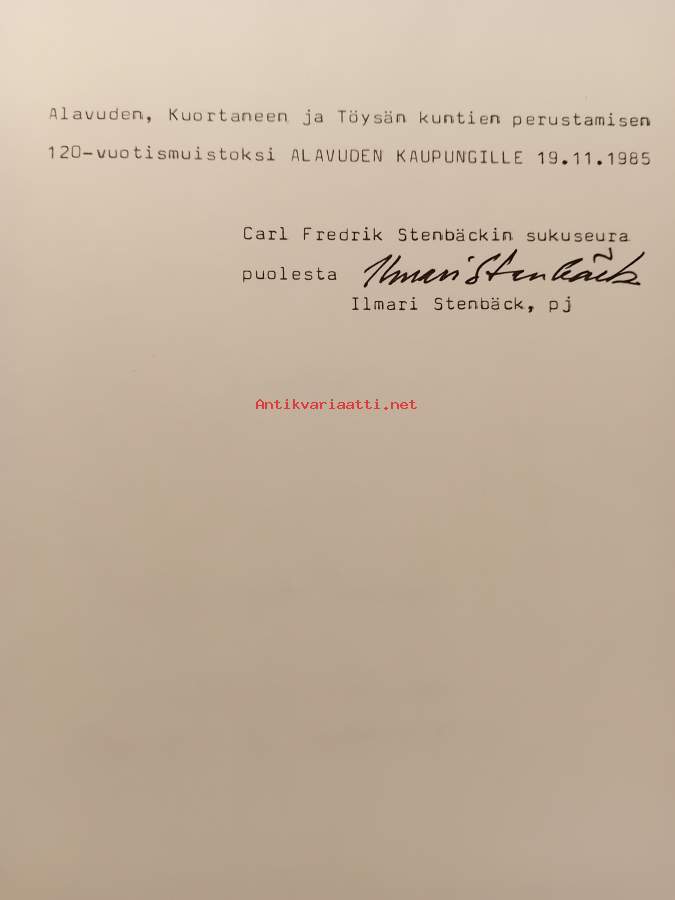 Alavuden, Kuortaneen ja Töysän kuntien perustamisen
120-vuotismuistoksi ALAVUDEN KAUPUNGILLE 19.11.1985
Carl Fredrik Stenbäckin sukuseura
puolesta Ilmari Stenbäck
Ilmari Stenbäck, pj
Antikvariaatti.net